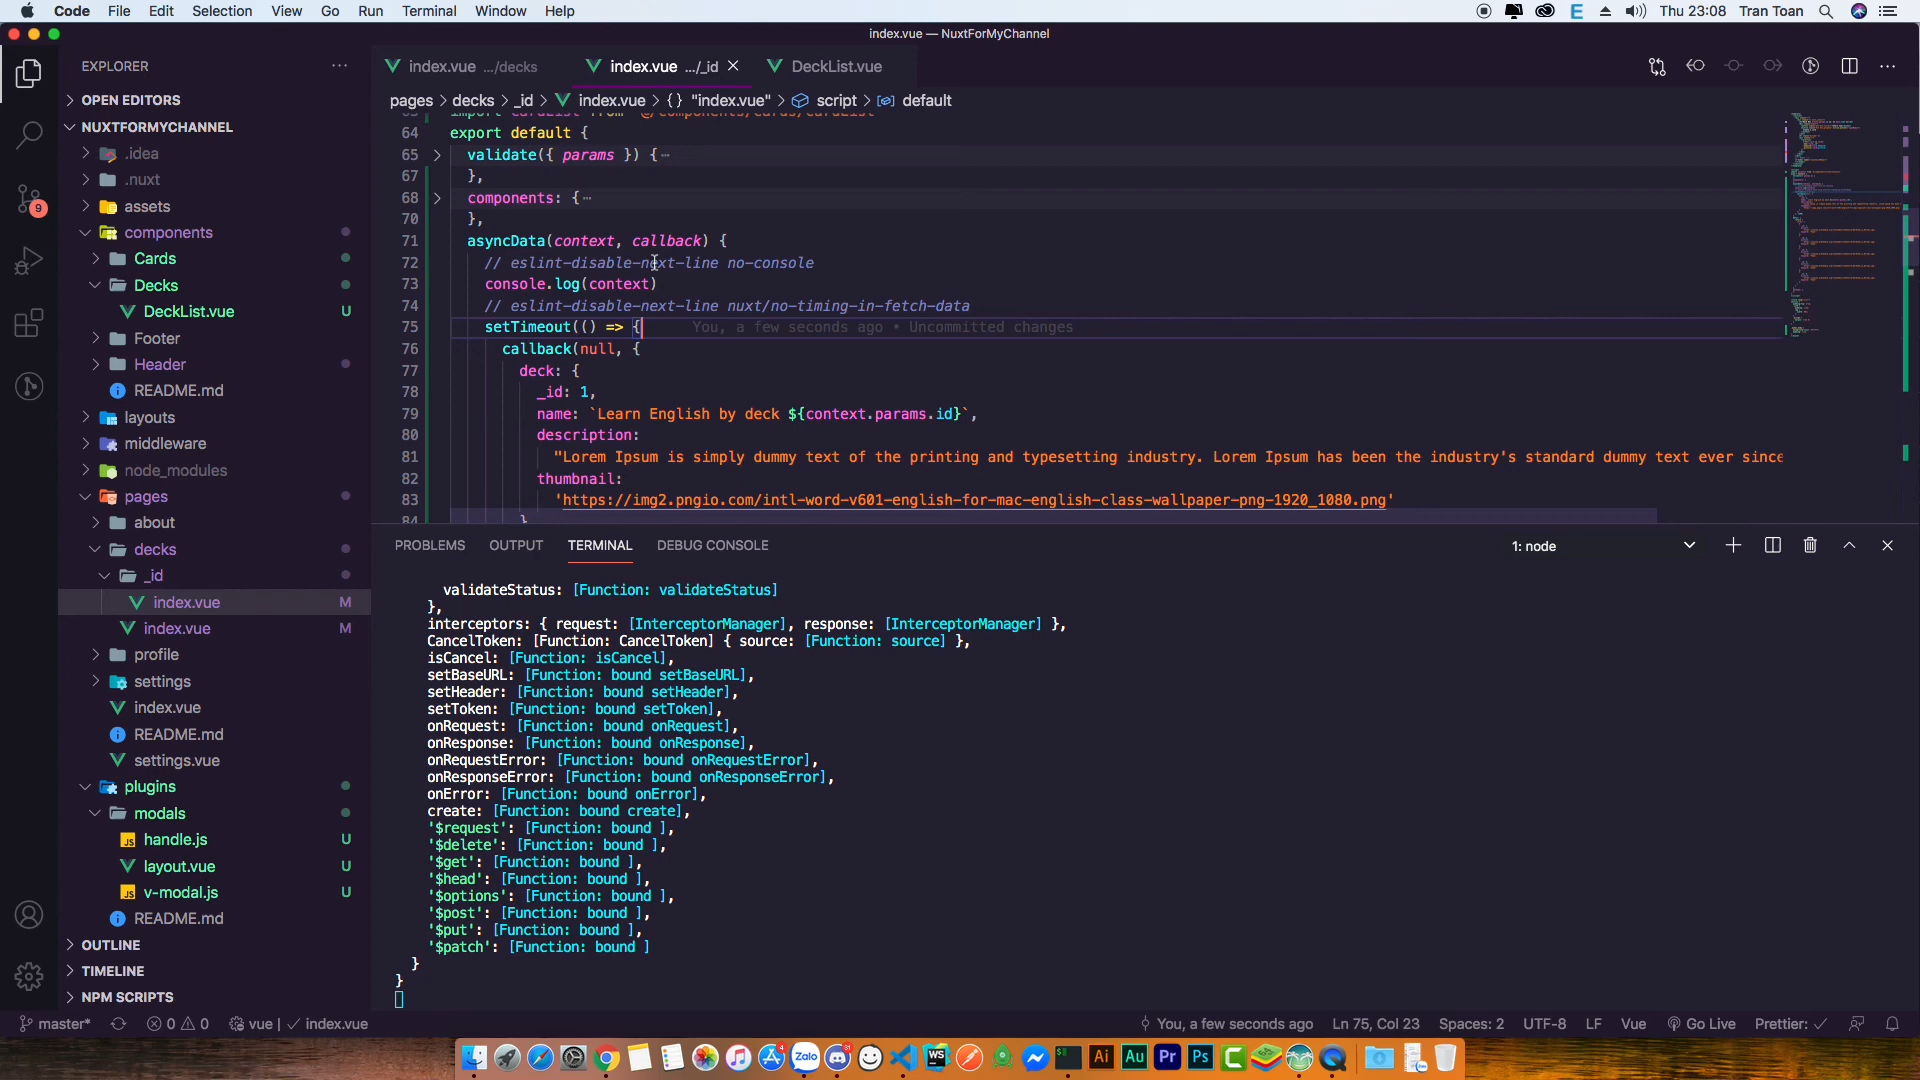 Code File Edit Selection View Go Run Terminal Window Help
Thu 23:08 Tran Toan
index.vue — NuxtForMyChannel
EXPLORER
OPEN EDITORS
NUXTFORMYCHANNEL
.idea
.nuxt
assets
components
Cards
Decks
DeckList.vue
Footer
Header
README.md
layouts
middleware
node_modules
pages
about
decks
_id
index.vue M
index.vue M
profile
settings
index.vue
README.md
settings.vue
plugins
modals
handle.js U
layout.vue U
v-modal.js U
README.md
OUTLINE
TIMELINE
NPM SCRIPTS
9
index.vue .../decks
index.vue .../_id
DeckList.vue
pages > decks > _id > index.vue > {} "index.vue" > script > default
64 export default {
65 validate({ params }) {
67 },
68 components: {
70 },
71 asyncData(context, callback) {
72 // eslint-disable-next-line no-console
73 console.log(context)
74 // eslint-disable-next-line nuxt/no-timing-in-fetch-data
75 setTimeout(() => { You, a few seconds ago • Uncommitted changes
76 callback(null, {
77 deck: {
78 _id: 1,
79 name: `Learn English by deck ${context.params.id}`,
80 description:
81 "Lorem Ipsum is simply dummy text of the printing and typesetting industry. Lorem Ipsum has been the industry's standard dummy text ever since
82 thumbnail:
83 'https://img2.pngio.com/intl-word-v601-english-for-mac-english-class-wallpaper-png-1920_1080.png'
84 }
PROBLEMS OUTPUT TERMINAL DEBUG CONSOLE
1: node
validateStatus: [Function: validateStatus]
},
interceptors: { request: [InterceptorManager], response: [InterceptorManager] },
CancelToken: [Function: CancelToken] { source: [Function: source] },
isCancel: [Function: isCancel],
setBaseURL: [Function: bound setBaseURL],
setHeader: [Function: bound setHeader],
setToken: [Function: bound setToken],
onRequest: [Function: bound onRequest],
onResponse: [Function: bound onResponse],
onRequestError: [Function: bound onRequestError],
onResponseError: [Function: bound onResponseError],
onError: [Function: bound onError],
create: [Function: bound create],
'$request': [Function: bound ],
'$delete': [Function: bound ],
'$get': [Function: bound ],
'$head': [Function: bound ],
'$options': [Function: bound ],
'$post': [Function: bound ],
'$put': [Function: bound ],
'$patch': [Function: bound ]
}
}
master* 0 0 vue | index.vue
You, a few seconds ago Ln 75, Col 23 Spaces: 2 UTF-8 LF Vue Go Live Prettier:
Zalo WS Ai Au Pr Ps C